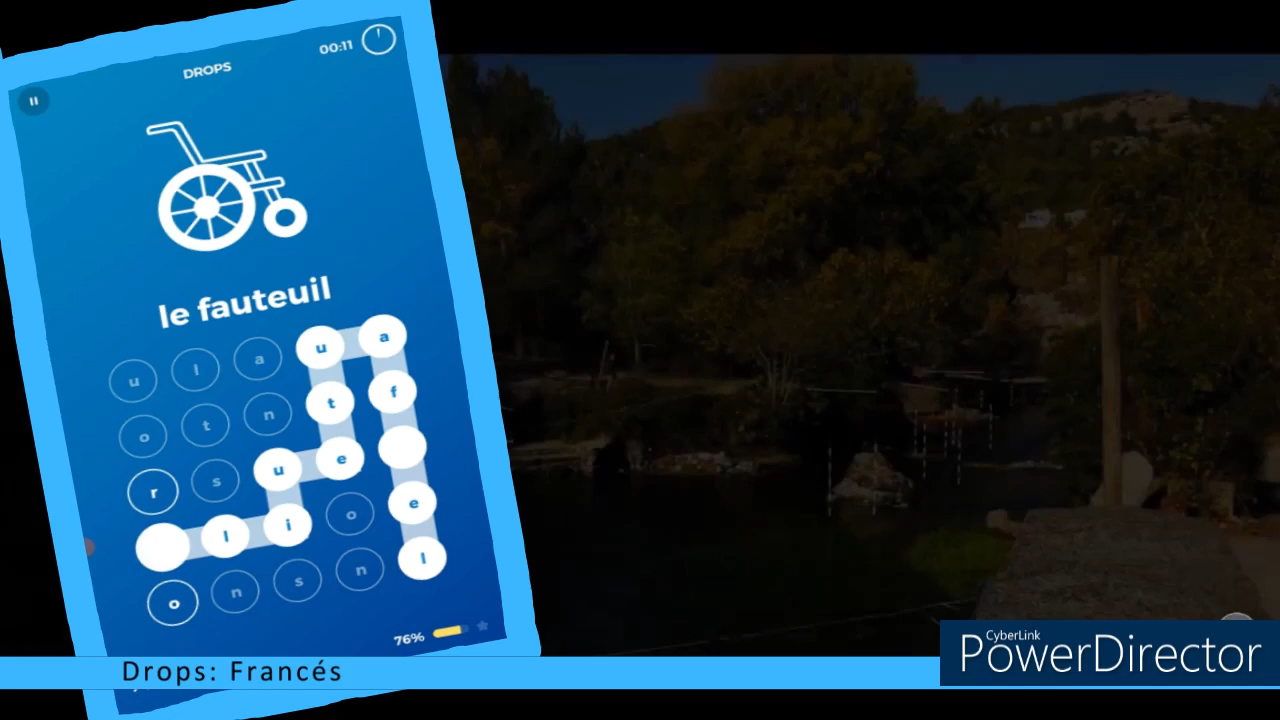 00:11
DROPS
le fauteuil
u l a u a
o t n t f
r s u e
l i o e
o n s n l
76%
Drops: Francés
CyberLink
PowerDirector